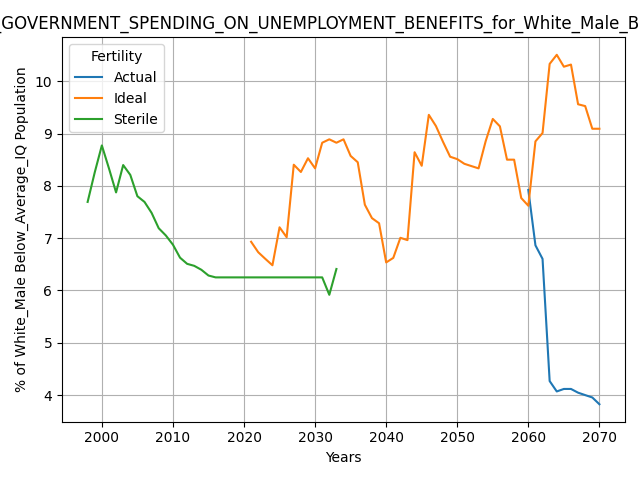 _GOVERNMENT_SPENDING_ON_UNEMPLOYMENT_BENEFITS_for_White_Male_B
Fertility
Actual
Ideal
Sterile
% of White_Male Below_Average_IQ Population
10
9
8
7
6
5
4
2000 2010 2020 2030 2040 2050 2060 2070
Years